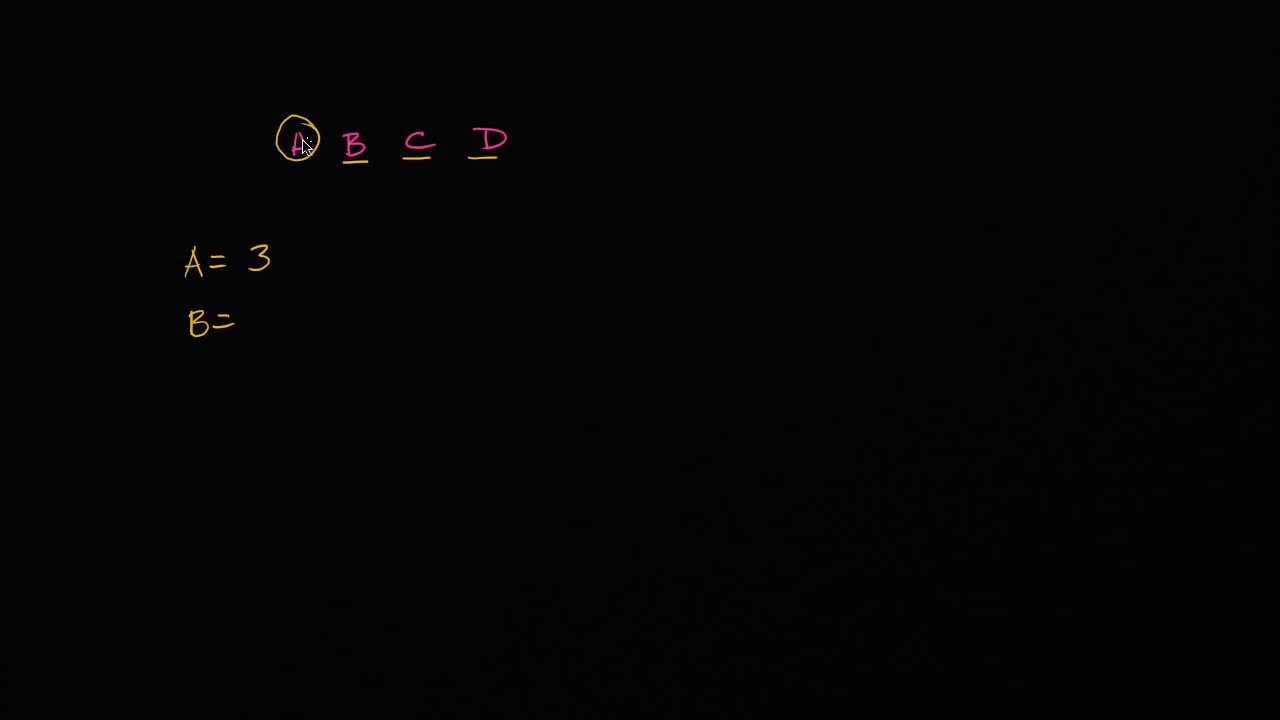 A B C D
A = 3
B =